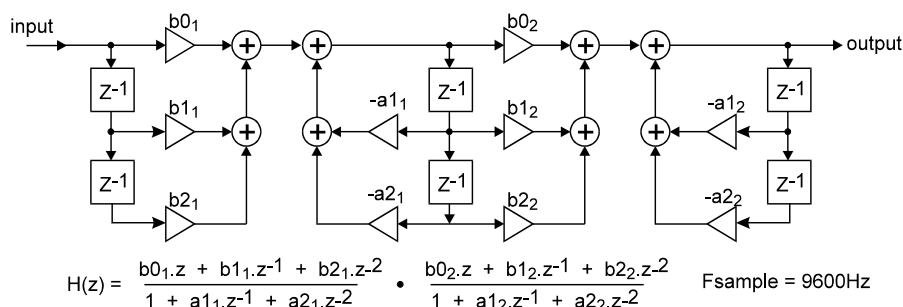 input
b0₁
b0₂
output
Z-1
Z-1
Z-1
b1₁
-a1₁
b1₂
-a1₂
Z-1
Z-1
Z-1
b2₁
-a2₁
b2₂
-a2₂
H(z) = b0₁.z + b1₁.z-1 + b2₁.z-2 • b0₂.z + b1₂.z-1 + b2₂.z-2 Fsample = 9600Hz
1 + a1₁.z-1 + a2₁.z-2 1 + a1₂.z-1 + a2₂.z-2